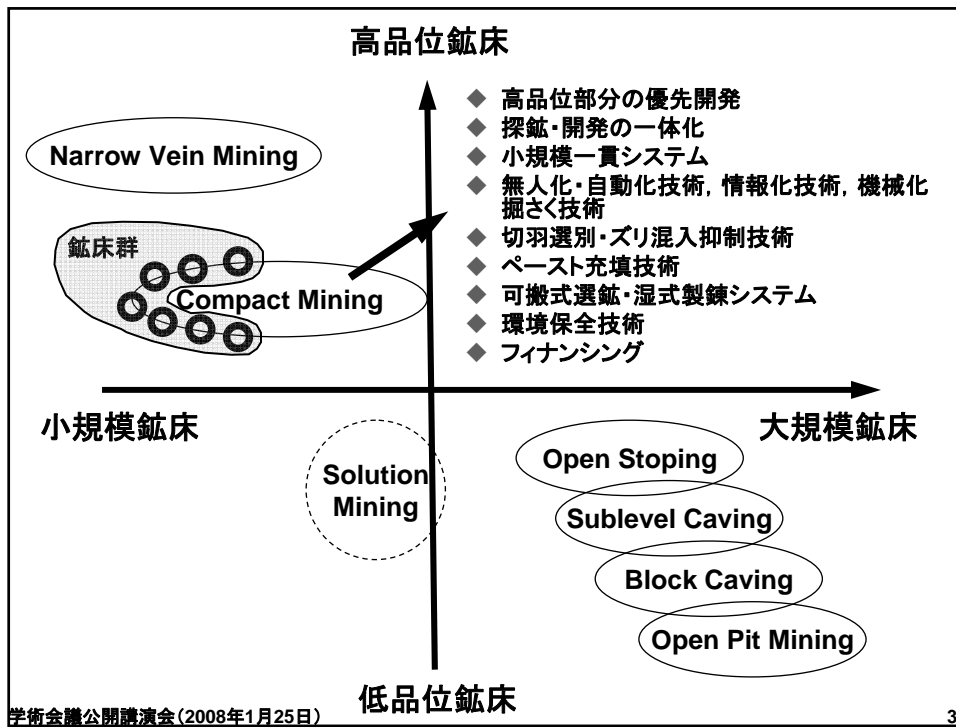 高品位鉱床
◆ 高品位部分の優先開発
◆ 探鉱・開発の一体化
◆ 小規模一貫システム
◆ 無人化・自動化技術，情報化技術，機械化
掘さく技術
◆ 切羽選別・ズリ混入抑制技術
◆ ペースト充填技術
◆ 可搬式選鉱・湿式製錬システム
◆ 環境保全技術
◆ フィナンシング
Narrow Vein Mining
鉱床群
Compact Mining
小規模鉱床
大規模鉱床
Solution
Mining
Open Stoping
Sublevel Caving
Block Caving
Open Pit Mining
低品位鉱床
学術会議公開講演会（2008年1月25日）
3